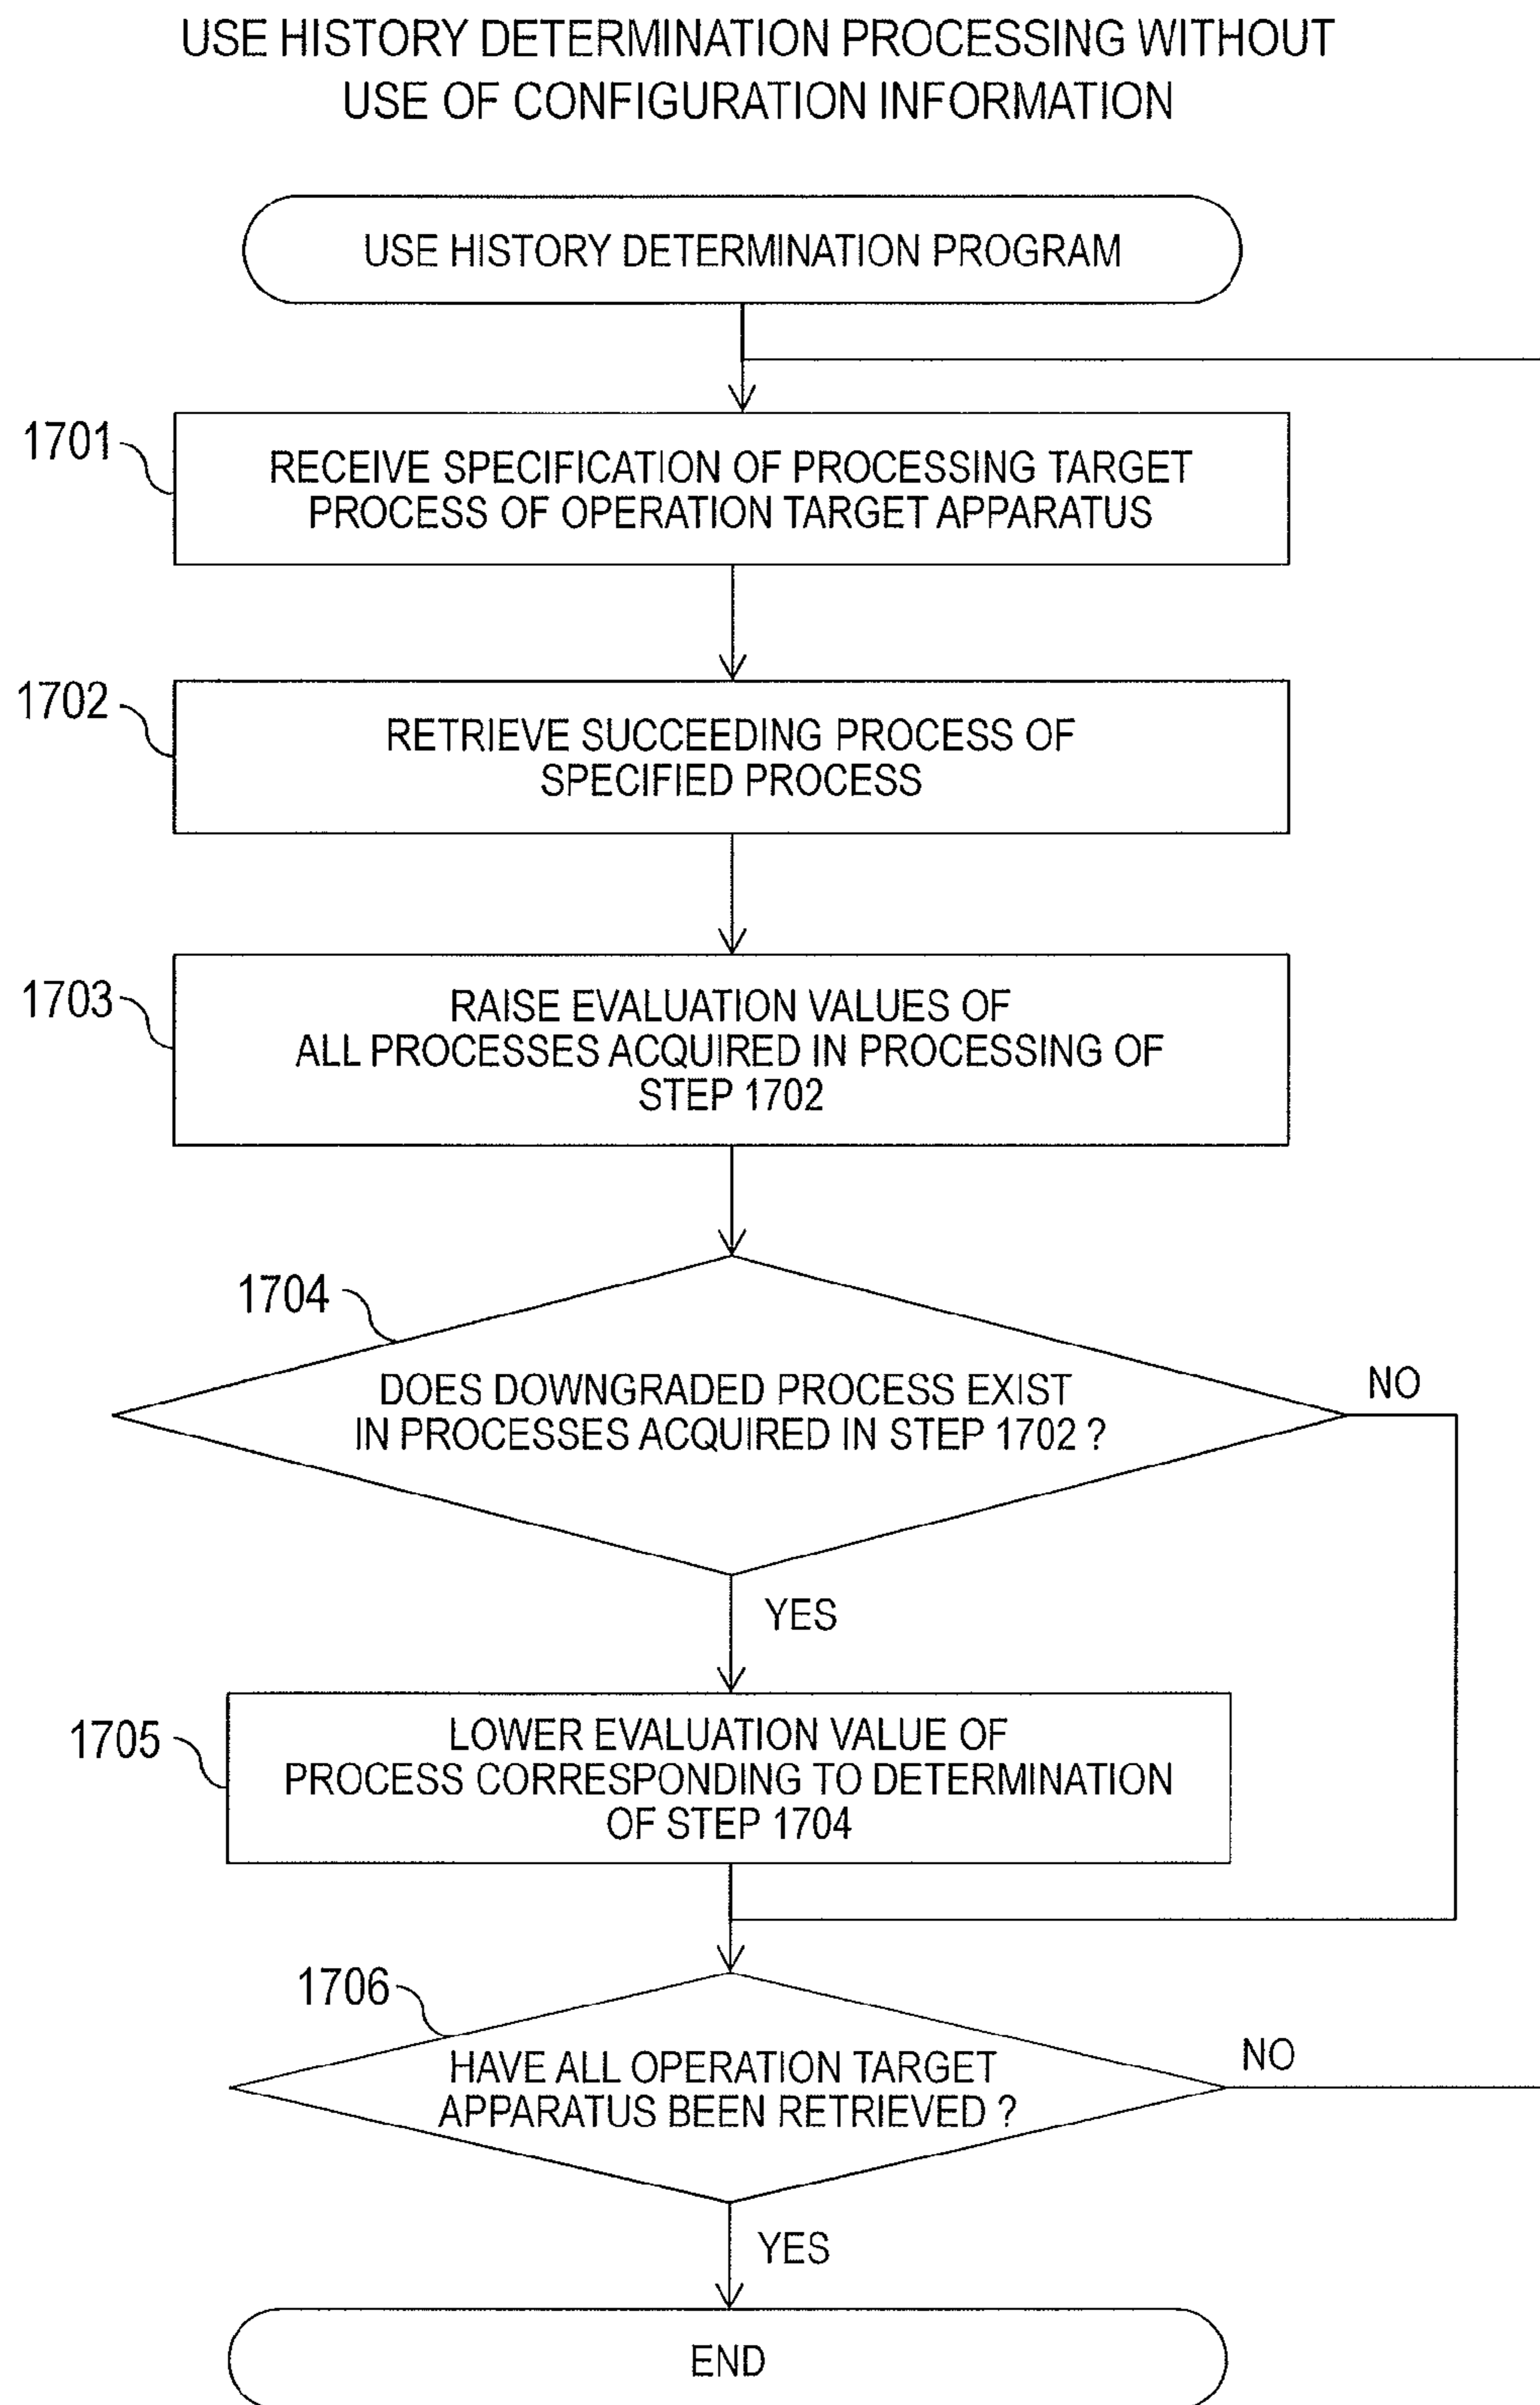 USE HISTORY DETERMINATION PROCESSING WITHOUT
USE OF CONFIGURATION INFORMATION
USE HISTORY DETERMINATION PROGRAM
1701
RECEIVE SPECIFICATION OF PROCESSING TARGET
PROCESS OF OPERATION TARGET APPARATUS
1702
RETRIEVE SUCCEEDING PROCESS OF
SPECIFIED PROCESS
1703
RAISE EVALUATION VALUES OF
ALL PROCESSES ACQUIRED IN PROCESSING OF
STEP 1702
1704
DOES DOWNGRADED PROCESS EXIST
IN PROCESSES ACQUIRED IN STEP 1702 ?
NO
YES
1705
LOWER EVALUATION VALUE OF
PROCESS CORRESPONDING TO DETERMINATION
OF STEP 1704
1706
HAVE ALL OPERATION TARGET
APPARATUS BEEN RETRIEVED ?
NO
YES
END